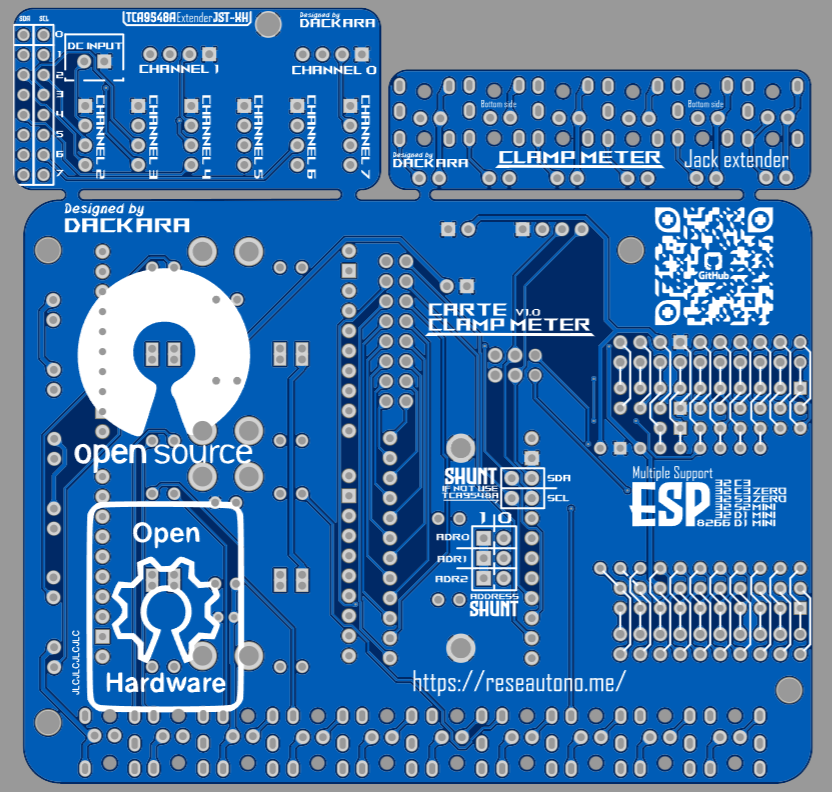 SDA SCL
TCA9548A Extender JST-XH
Designed by
DACKARA
0
1
2
3
4
5
6
7
DC INPUT
CHANNEL 1
CHANNEL 0
CHANNEL 2
CHANNEL 3
CHANNEL 4
CHANNEL 5
CHANNEL 6
CHANNEL 7
Bottom side
Bottom side
Designed by
DACKARA
CLAMP METER
Jack extender
Designed by
DACKARA
GitHub
CARTE V1.0
CLAMP METER
open source
SHUNT
IF NOT USE
TCA9548A
SDA
SCL
Multiple Support
ESP
32 C3
32 C3 ZERO
32 S3 ZERO
32 S2 MINI
32 D1 MINI
8266 D1 MINI
1 0
ADR0
ADR1
ADR2
ADDRESS
SHUNT
Open
Hardware
JLCJLCJLCJLC
https://reseautono.me/